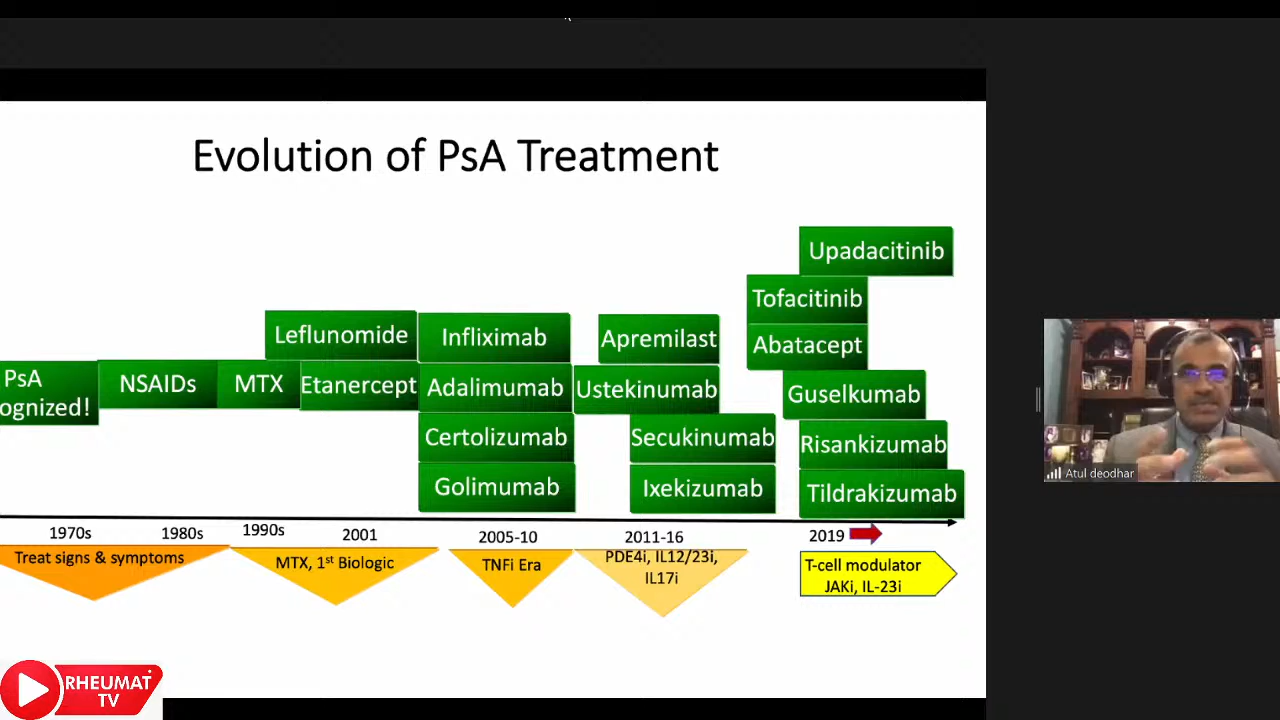 Evolution of PsA Treatment
Upadacitinib
Tofacitinib
Leflunomide
Infliximab
Apremilast
Abatacept
PsA
ognized!
NSAIDs
MTX
Etanercept
Adalimumab
Ustekinumab
Guselkumab
Certolizumab
Secukinumab
Risankizumab
Golimumab
Ixekizumab
Tildrakizumab
1970s
1980s
1990s
2001
2005-10
2011-16
2019
Treat signs & symptoms
MTX, 1st Biologic
TNFi Era
PDE4i, IL12/23i,
IL17i
T-cell modulator
JAKi, IL-23i
Atul deodhar
RHEUMAT
TV